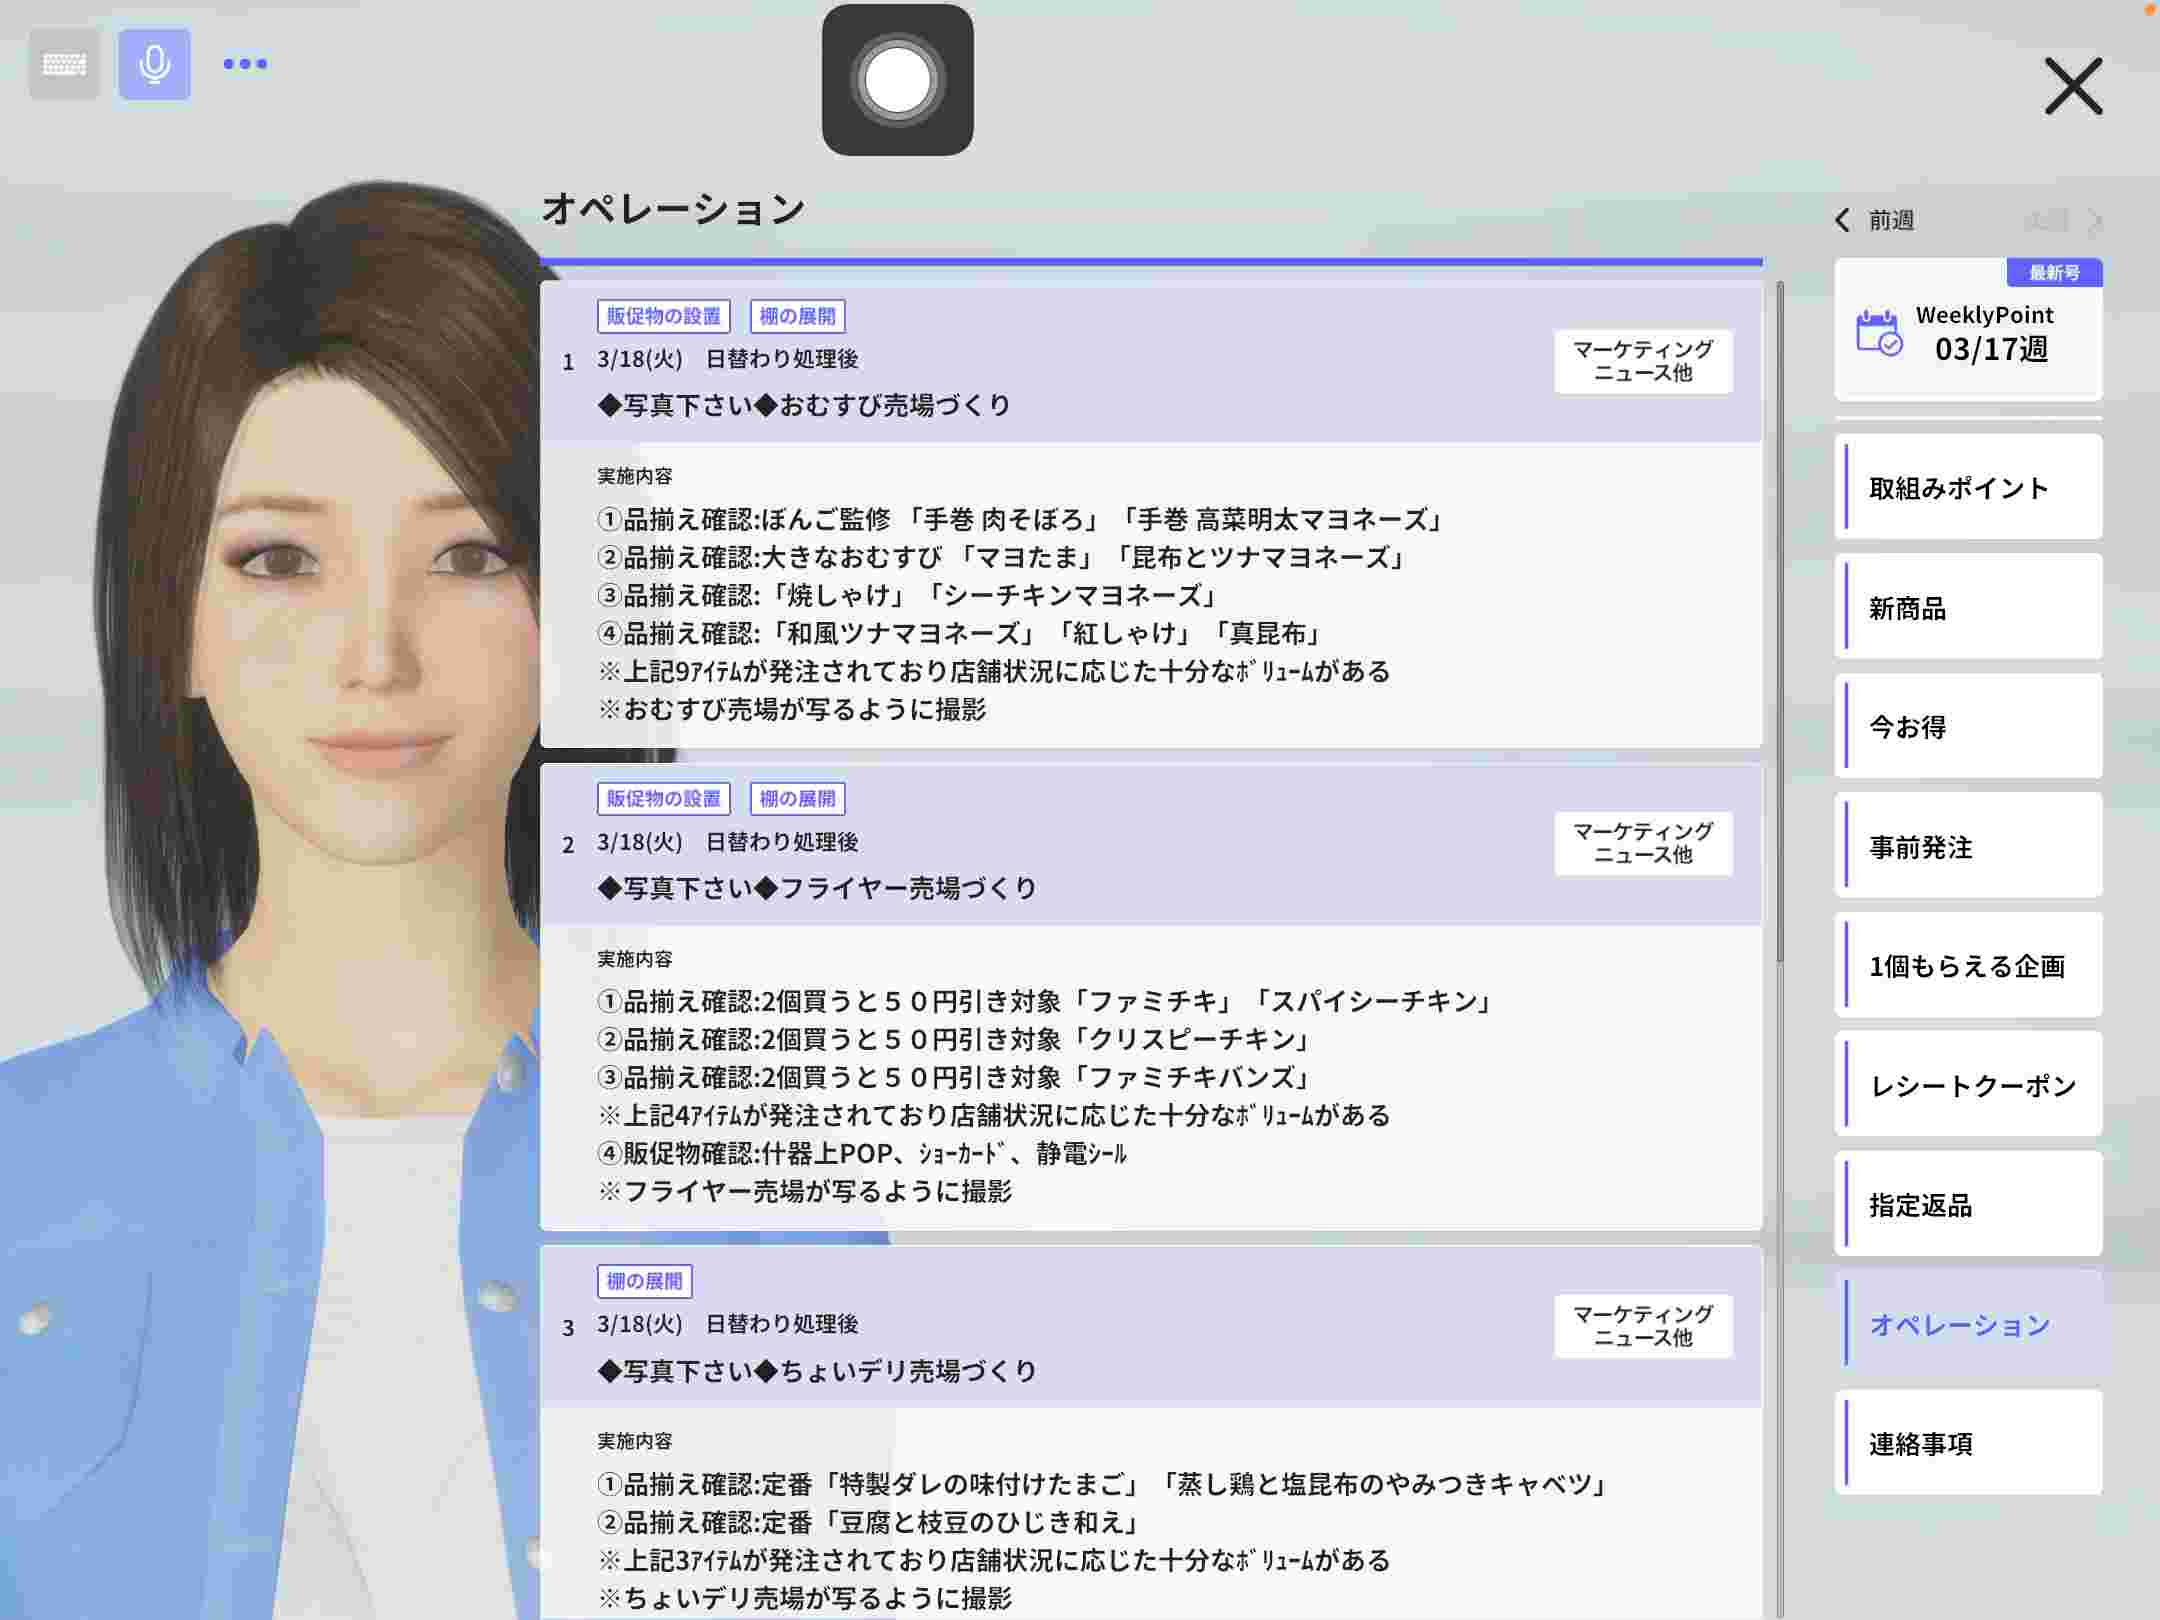 オペレーション
販促物の設置 棚の展開
1 3/18(火) 日替わり処理後
◆写真下さい◆おむすび売場づくり
マーケティング
ニュース他
実施内容
①品揃え確認:ぼんご監修 「手巻 肉そぼろ」 「手巻 高菜明太マヨネーズ」
②品揃え確認:大きなおむすび 「マヨたま」 「昆布とツナマヨネーズ」
③品揃え確認: 「焼しゃけ」 「シーチキンマヨネーズ」
④品揃え確認: 「和風ツナマヨネーズ」 「紅しゃけ」 「真昆布」
※上記9ｱｲﾃﾑが発注されており店舗状況に応じた十分なﾎﾞﾘｭｰﾑがある
※おむすび売場が写るように撮影
販促物の設置 棚の展開
2 3/18(火) 日替わり処理後
◆写真下さい◆フライヤー売場づくり
マーケティング
ニュース他
実施内容
①品揃え確認:2個買うと５０円引き対象「ファミチキ」 「スパイシーチキン」
②品揃え確認:2個買うと５０円引き対象「クリスピーチキン」
③品揃え確認:2個買うと５０円引き対象「ファミチキバンズ」
※上記4ｱｲﾃﾑが発注されており店舗状況に応じた十分なﾎﾞﾘｭｰﾑがある
④販促物確認:什器上POP、ｼｮｰｶｰﾄﾞ、静電ｼｰﾙ
※フライヤー売場が写るように撮影
棚の展開
3 3/18(火) 日替わり処理後
◆写真下さい◆ちょいデリ売場づくり
マーケティング
ニュース他
実施内容
①品揃え確認:定番「特製ダレの味付けたまご」 「蒸し鶏と塩昆布のやみつきキャベツ」
②品揃え確認:定番「豆腐と枝豆のひじき和え」
※上記3ｱｲﾃﾑが発注されており店舗状況に応じた十分なﾎﾞﾘｭｰﾑがある
※ちょいデリ売場が写るように撮影
前週
最新号
WeeklyPoint
03/17週
取組みポイント
新商品
今お得
事前発注
1個もらえる企画
レシートクーポン
指定返品
オペレーション
連絡事項